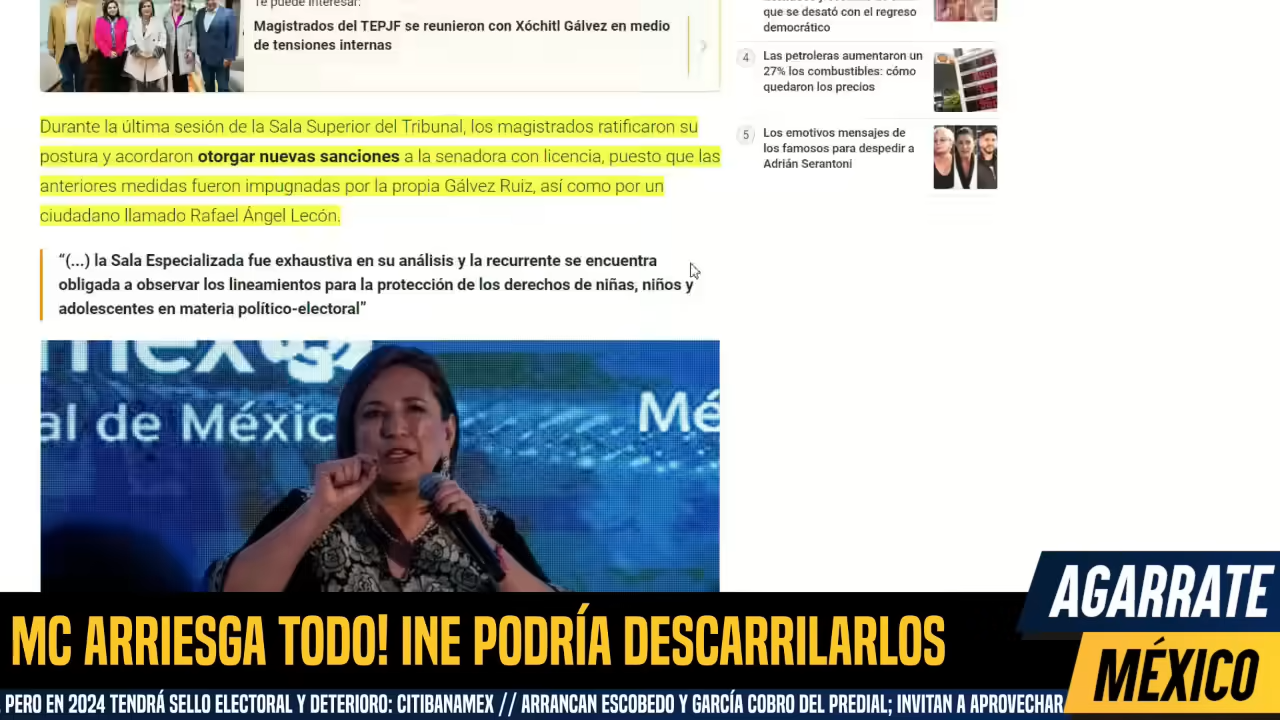 Te puede interesar:
Magistrados del TEPJF se reunieron con Xóchitl Gálvez en medio
de tensiones internas
que se desató con el regreso
democrático
4
Las petroleras aumentaron un
27% los combustibles: cómo
quedaron los precios
5
Los emotivos mensajes de
los famosos para despedir a
Adrián Serantoni
Durante la última sesión de la Sala Superior del Tribunal, los magistrados ratificaron su
postura y acordaron otorgar nuevas sanciones a la senadora con licencia, puesto que las
anteriores medidas fueron impugnadas por la propia Gálvez Ruiz, así como por un
ciudadano llamado Rafael Ángel Lecón.
“(...) la Sala Especializada fue exhaustiva en su análisis y la recurrente se encuentra
obligada a observar los lineamientos para la protección de los derechos de niñas, niños y
adolescentes en materia político-electoral”
al de Méxic
Mé
AGARRATE
MÉXICO
MC ARRIESGA TODO! INE PODRÍA DESCARRILARLOS
PERO EN 2024 TENDRÁ SELLO ELECTORAL Y DETERIORO: CITIBANAMEX // ARRANCAN ESCOBEDO Y GARCÍA COBRO DEL PREDIAL; INVITAN A APROVECHAR